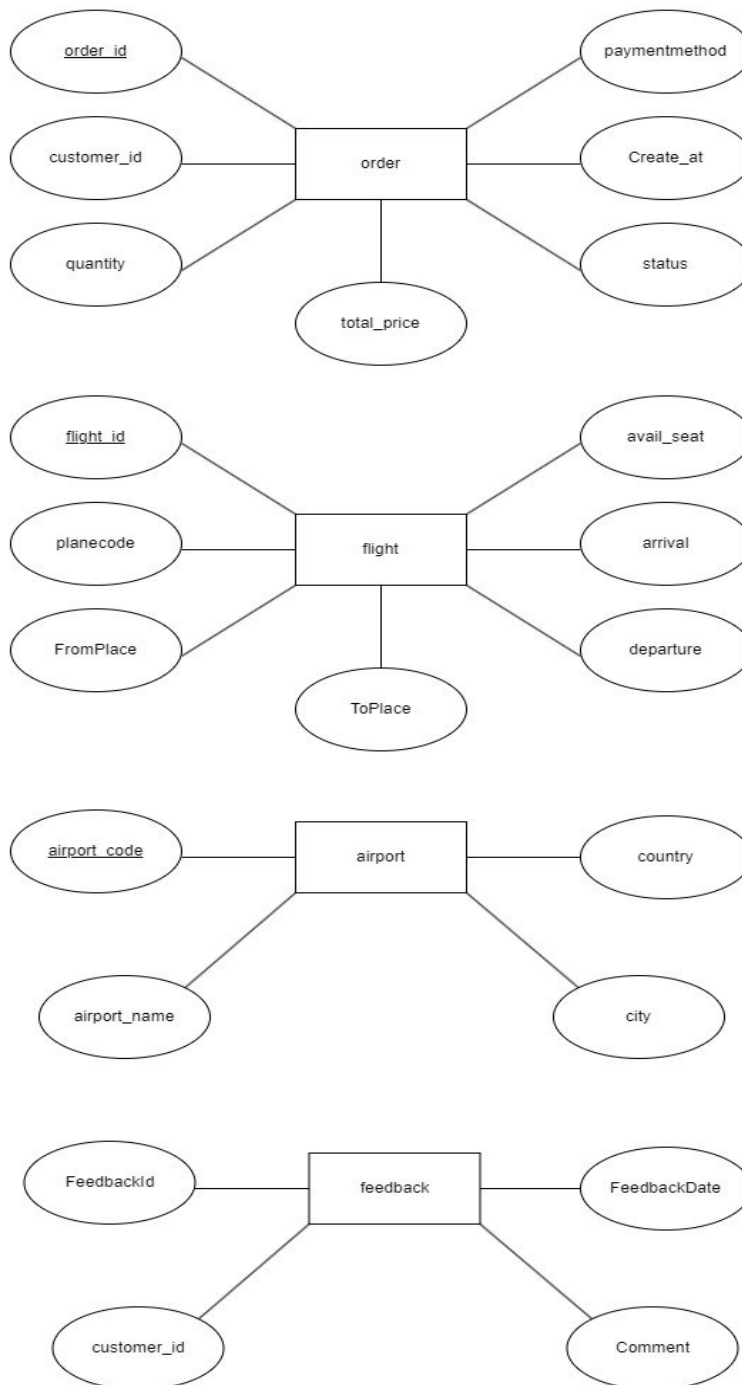 order_id
paymentmethod
customer_id
order
Create_at
quantity
status
total_price
flight_id
avail_seat
planecode
flight
arrival
FromPlace
departure
ToPlace
airport_code
airport
country
airport_name
city
FeedbackId
feedback
FeedbackDate
customer_id
Comment